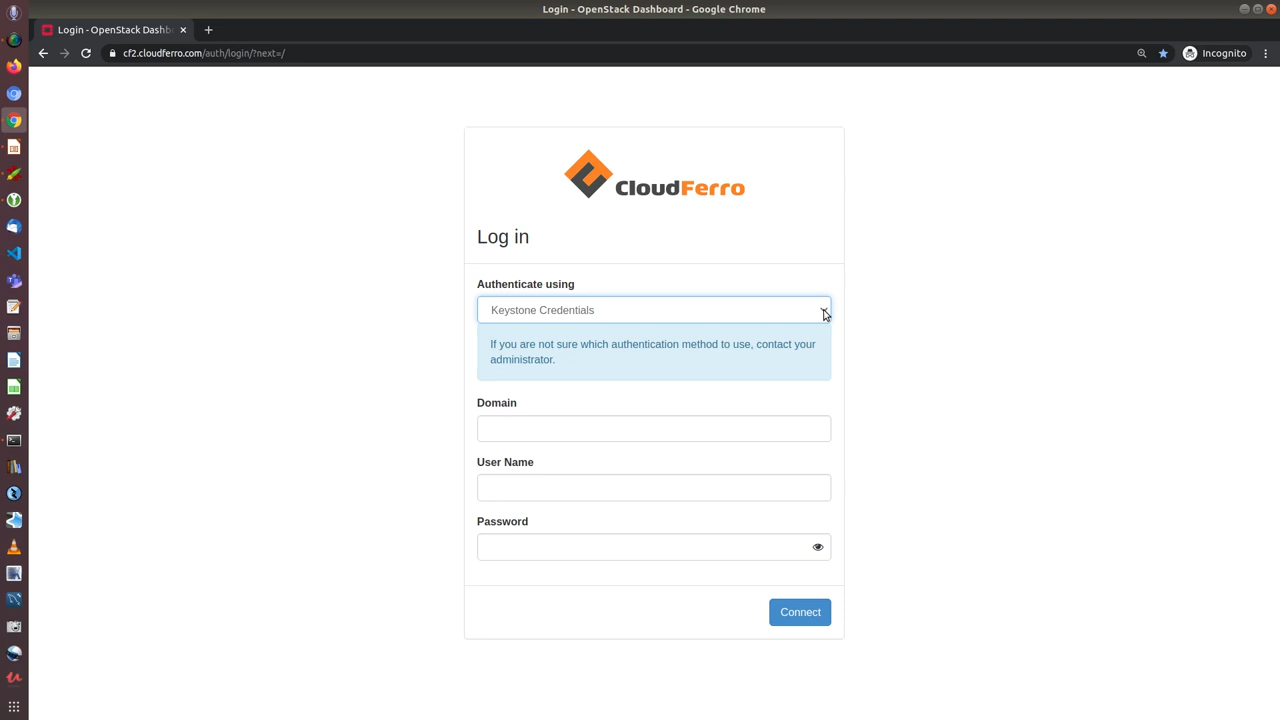 Login - OpenStack Dashboard - Google Chrome
Login - OpenStack Dashb
cf2.cloudferro.com/auth/login/?next=/
Incognito
CloudFerro
Log in
Authenticate using
Keystone Credentials
If you are not sure which authentication method to use, contact your
administrator.
Domain
User Name
Password
Connect